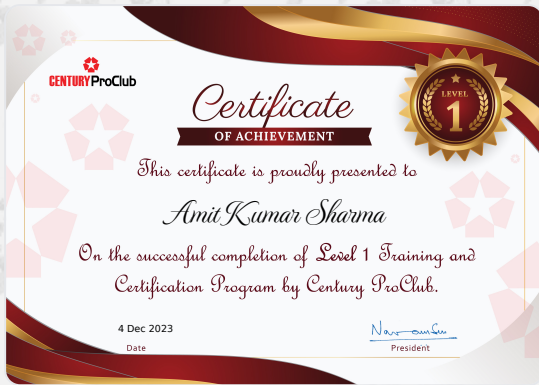 CENTURY ProClub
Certificate
OF ACHIEVEMENT
LEVEL
1
This certificate is proudly presented to
Amit Kumar Sharma
On the successful completion of Level 1 Training and
Certification Program by Century ProClub.
4 Dec 2023
Date
President